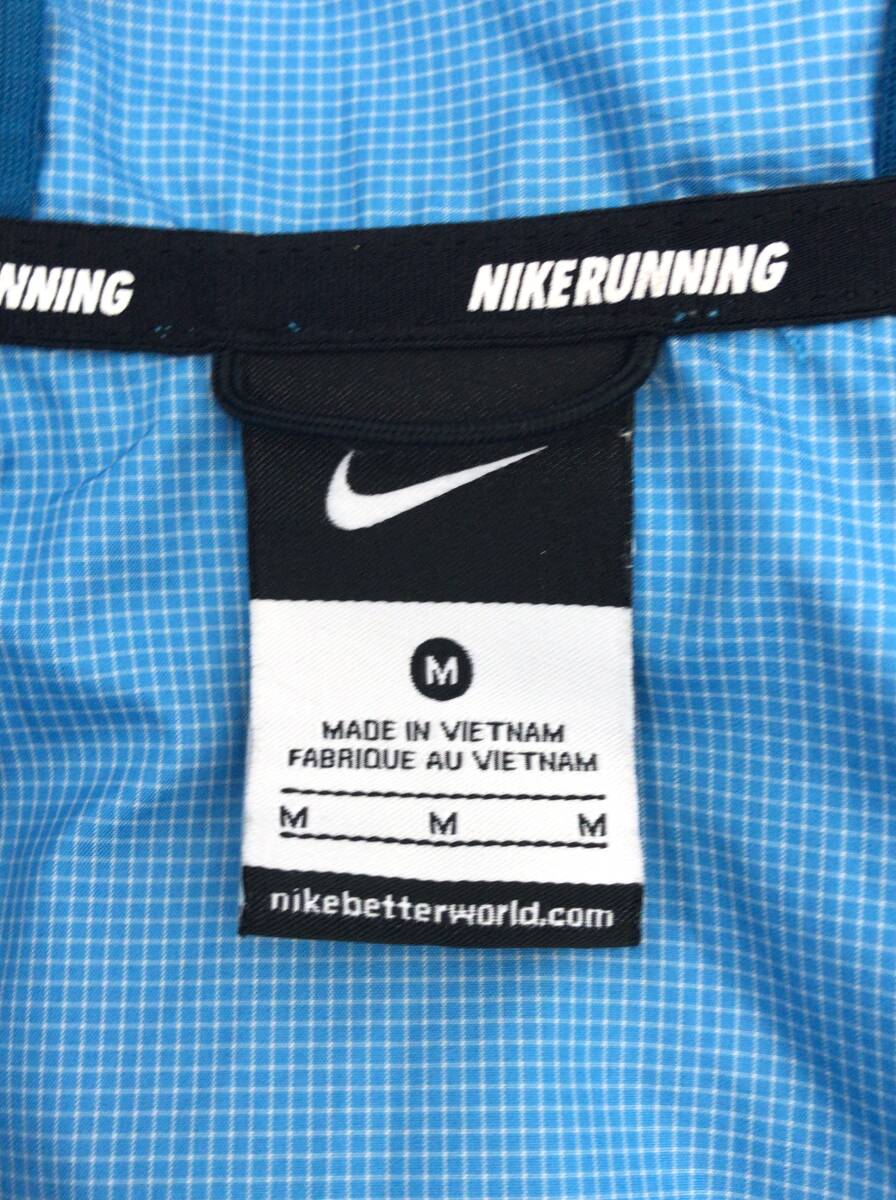 NNING NIKERUNNING
M
MADE IN VIETNAM
FABRIQUE AU VIETNAM
M M M
nikebetterworld.com